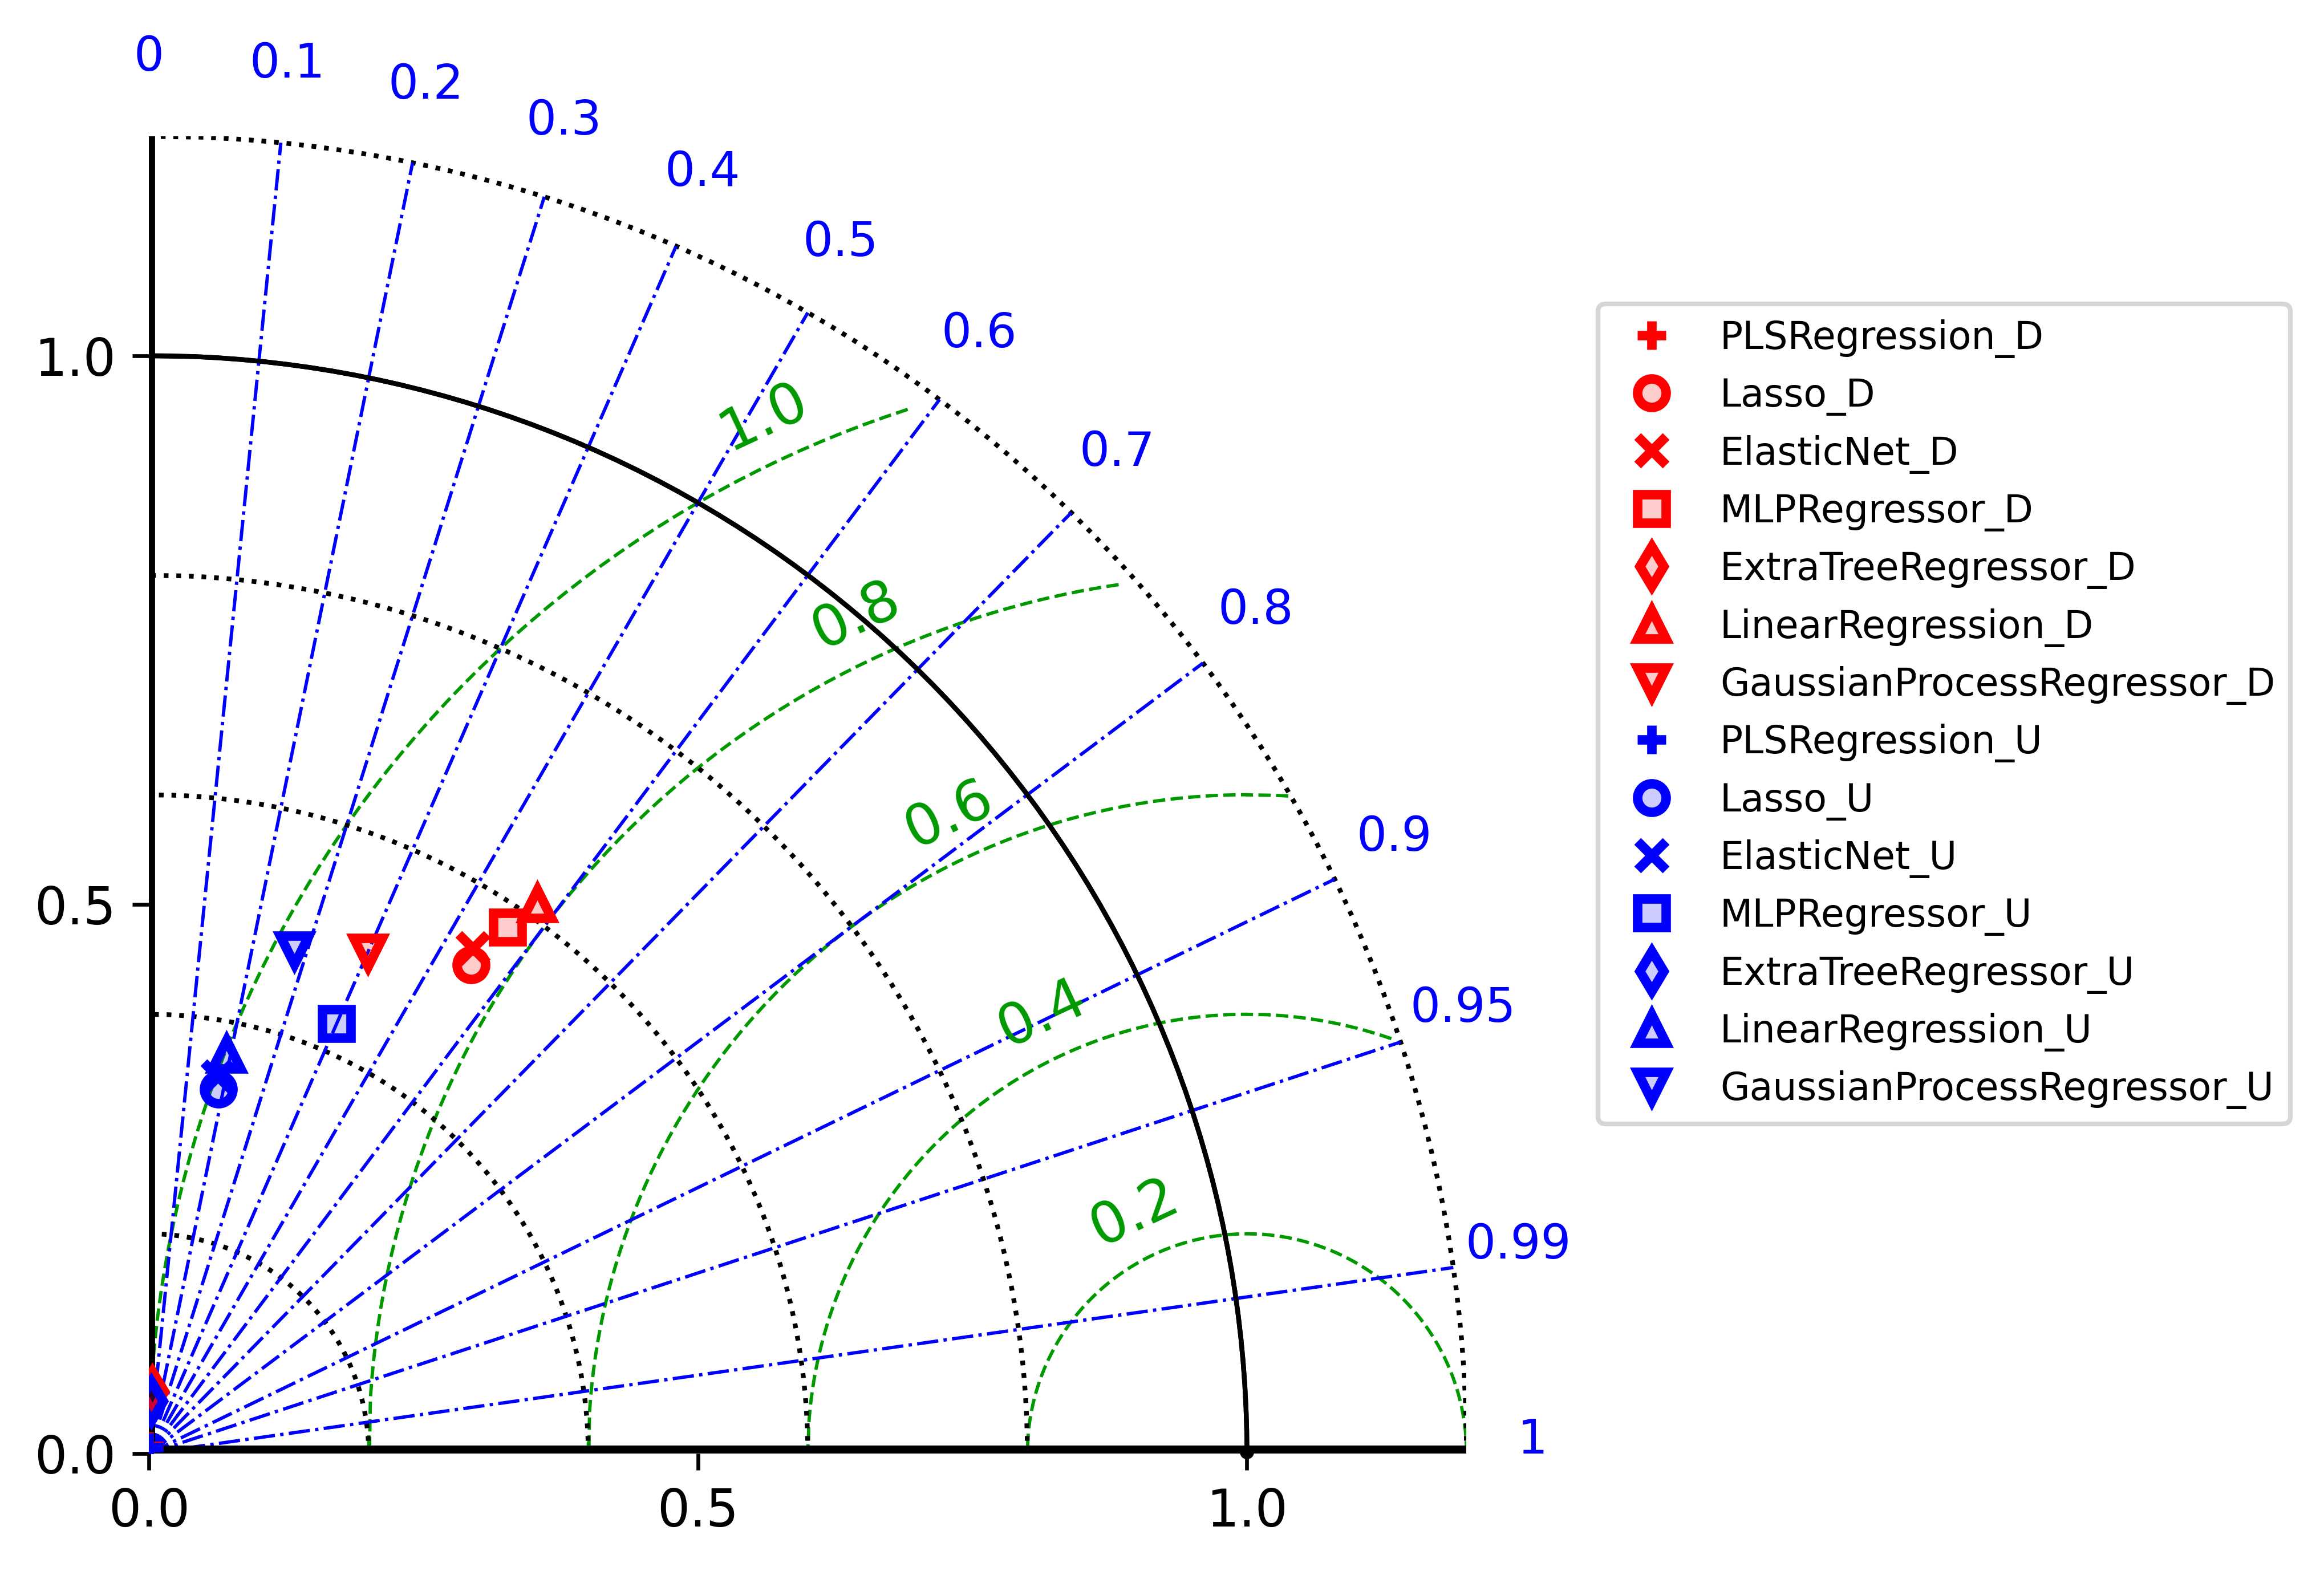 0
0.1
0.2
0.3
0.4
0.5
0.6
0.7
0.8
0.9
0.95
0.99
1
1.0
0.8
0.6
0.4
0.2
1.0
0.5
0.0
0.0
0.5
1.0
PLSRegression_D
Lasso_D
ElasticNet_D
MLPRegressor_D
ExtraTreeRegressor_D
LinearRegression_D
GaussianProcessRegressor_D
PLSRegression_U
Lasso_U
ElasticNet_U
MLPRegressor_U
ExtraTreeRegressor_U
LinearRegression_U
GaussianProcessRegressor_U